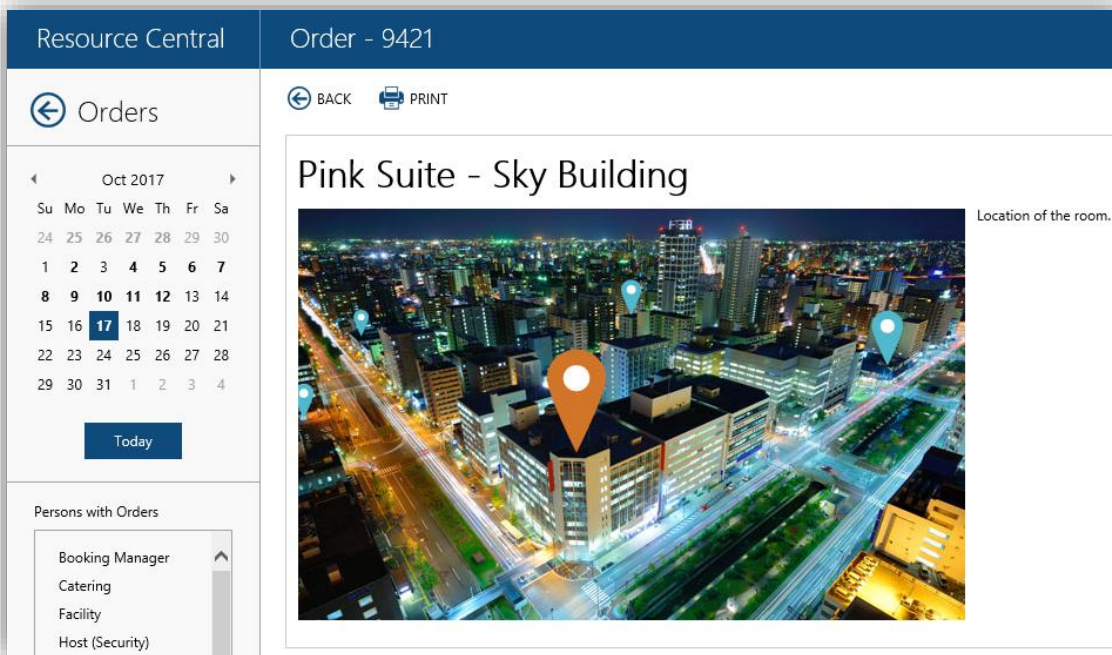 Resource Central
Order - 9421
Orders
BACK
PRINT
Oct 2017
Su Mo Tu We Th Fr Sa
24 25 26 27 28 29 30
1 2 3 4 5 6 7
8 9 10 11 12 13 14
15 16 17 18 19 20 21
22 23 24 25 26 27 28
29 30 31 1 2 3 4
Today
Persons with Orders
Booking Manager
Catering
Facility
Host (Security)
Pink Suite - Sky Building
Location of the room.